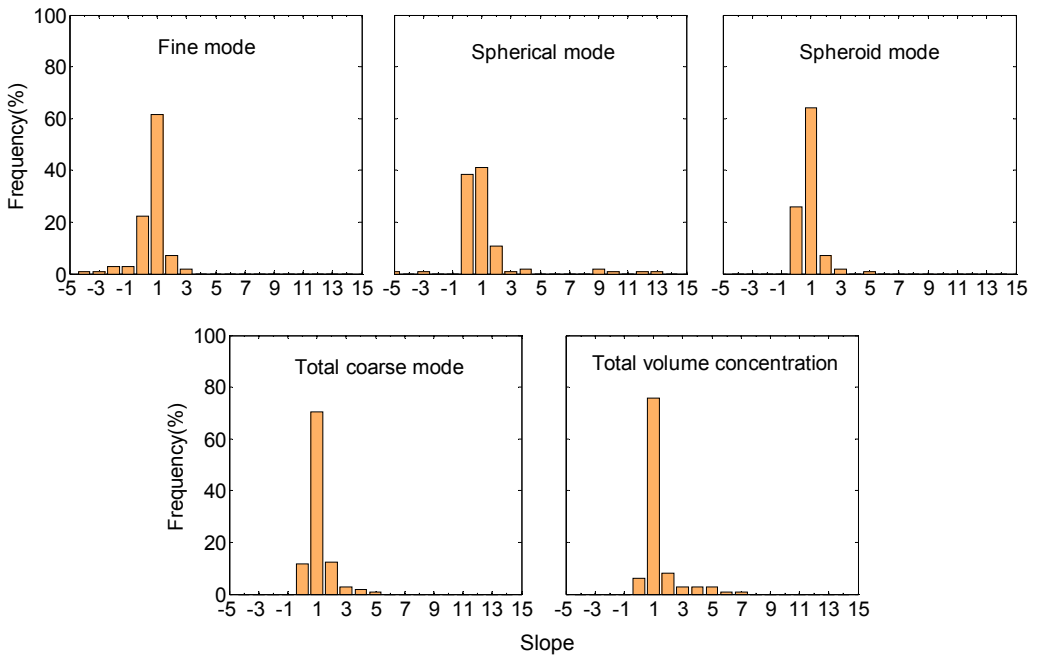 100
80
60
40
20
0
Frequency(%)
Fine mode
-5 -3 -1 1 3 5 7 9 11 13 15
Spherical mode
-5 -3 -1 1 3 5 7 9 11 13 15
Spheroid mode
-5 -3 -1 1 3 5 7 9 11 13 15
100
80
60
40
20
0
Frequency(%)
Total coarse mode
-5 -3 -1 1 3 5 7 9 11 13 15
Total volume concentration
-5 -3 -1 1 3 5 7 9 11 13 15
Slope